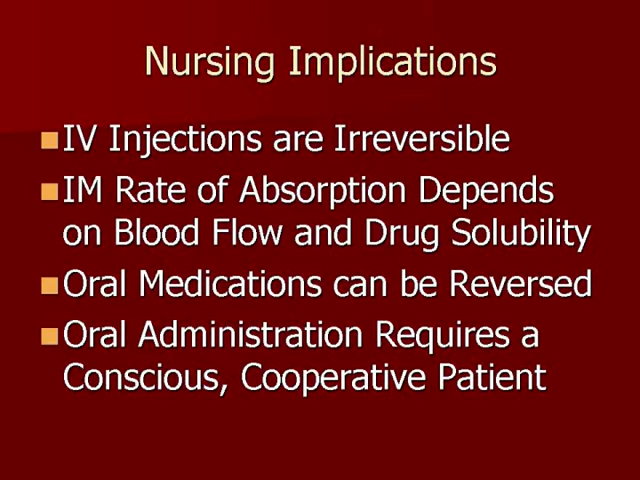 Nursing Implications
IV Injections are Irreversible
IM Rate of Absorption Depends
on Blood Flow and Drug Solubility
Oral Medications can be Reversed
Oral Administration Requires a
Conscious, Cooperative Patient